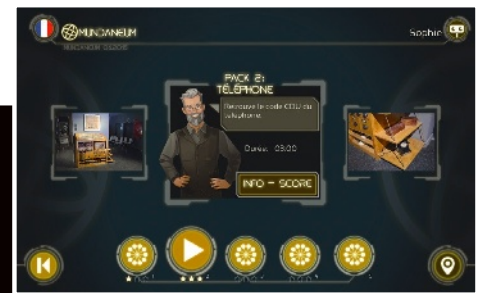 MUNDANEUM
Sophie
PACK 2:
TÉLÉPHONE
Retrouve le code CDU du
téléphone.
Durée: 03:00
INFO - SCORE